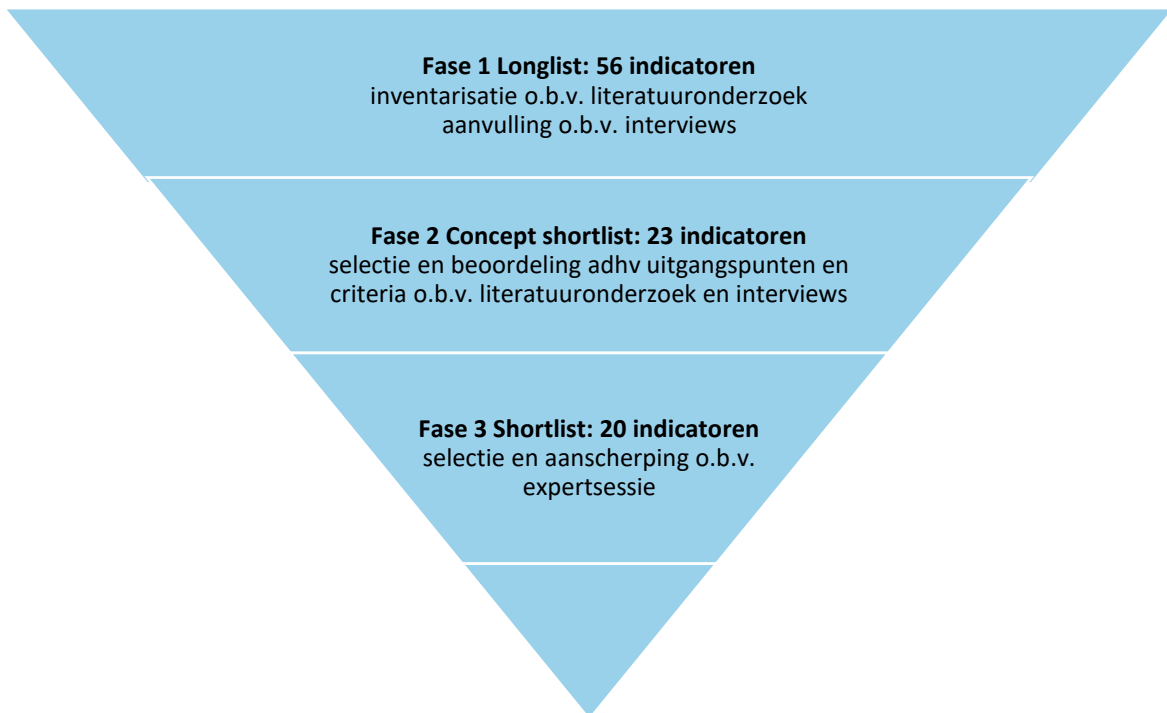 Fase 1 Longlist: 56 indicatoren
inventarisatie o.b.v. literatuuronderzoek
aanvulling o.b.v. interviews
Fase 2 Concept shortlist: 23 indicatoren
selectie en beoordeling adhv uitgangspunten en
criteria o.b.v. literatuuronderzoek en interviews
Fase 3 Shortlist: 20 indicatoren
selectie en aanscherping o.b.v.
expertsessie